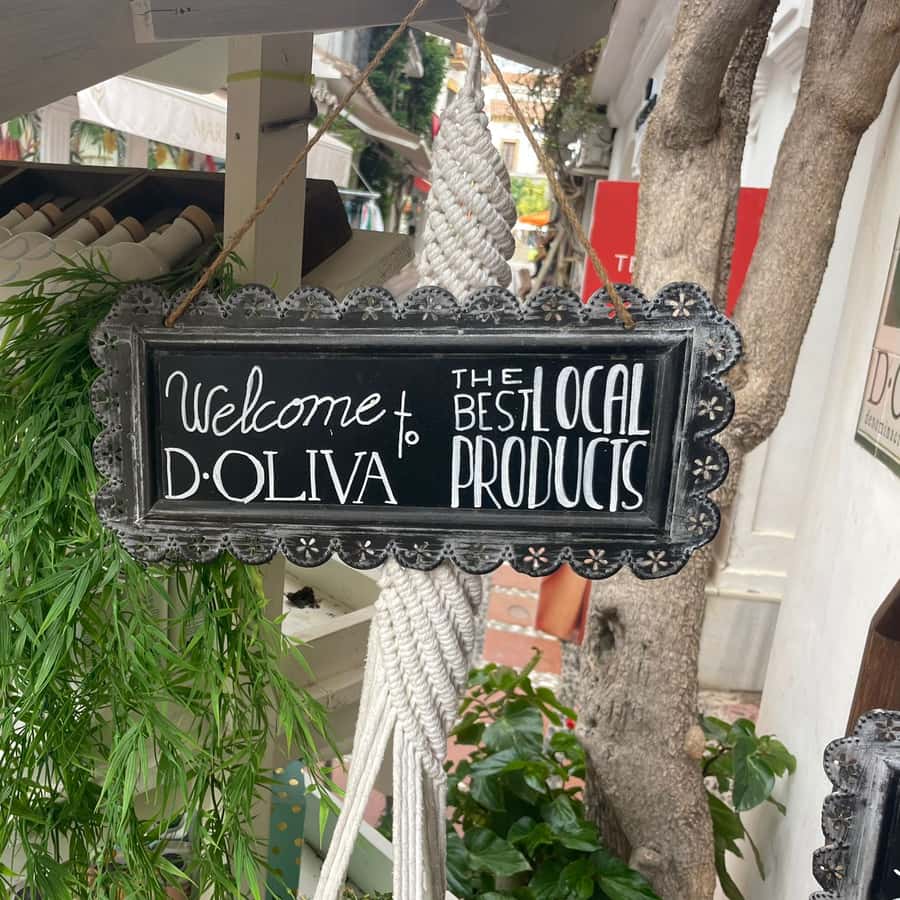 Welcome to
D·OLIVA
THE
BEST LOCAL
PRODUCTS